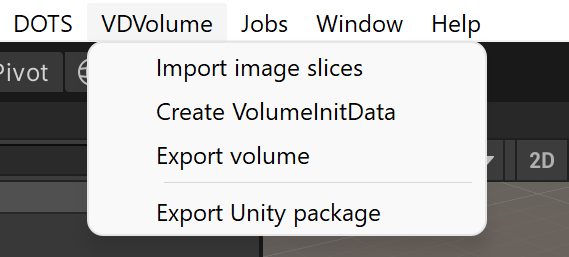 DOTS VDVolume Jobs Window Help
Pivot
Import image slices
Create VolumeInitData
Export volume
2D
Export Unity package